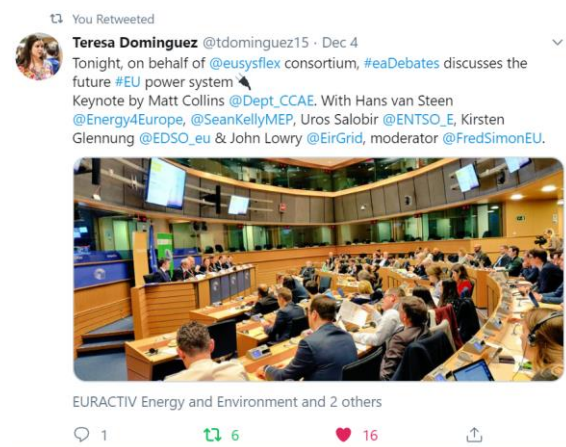 You Retweeted
Teresa Dominguez @tdominguez15 · Dec 4
Tonight, on behalf of @eusysflex consortium, #eaDebates discusses the
future #EU power system
Keynote by Matt Collins @Dept_CCAE. With Hans van Steen
@Energy4Europe, @SeanKellyMEP, Uros Salobir @ENTSO_E, Kirsten
Glennung @EDSO_eu & John Lowry @EirGrid, moderator @FredSimonEU.
EURACTIV Energy and Environment and 2 others
1 6 16